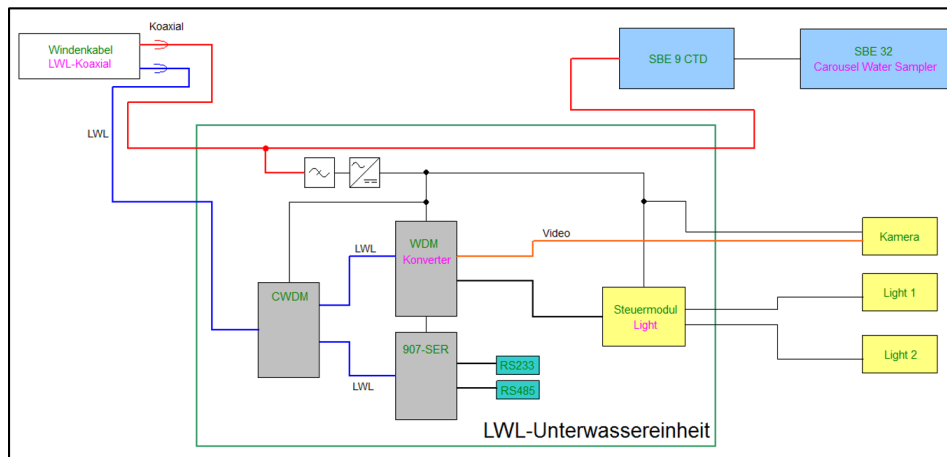 Koaxial
Windenkabel
LWL-Koaxial
SBE 9 CTD
SBE 32
Carousel Water Sampler
LWL
WDM
Konverter
LWL
Video
Kamera
CWDM
Steuermodul
Light
Light 1
907-SER
Light 2
RS233
LWL
RS485
LWL-Unterwassereinheit